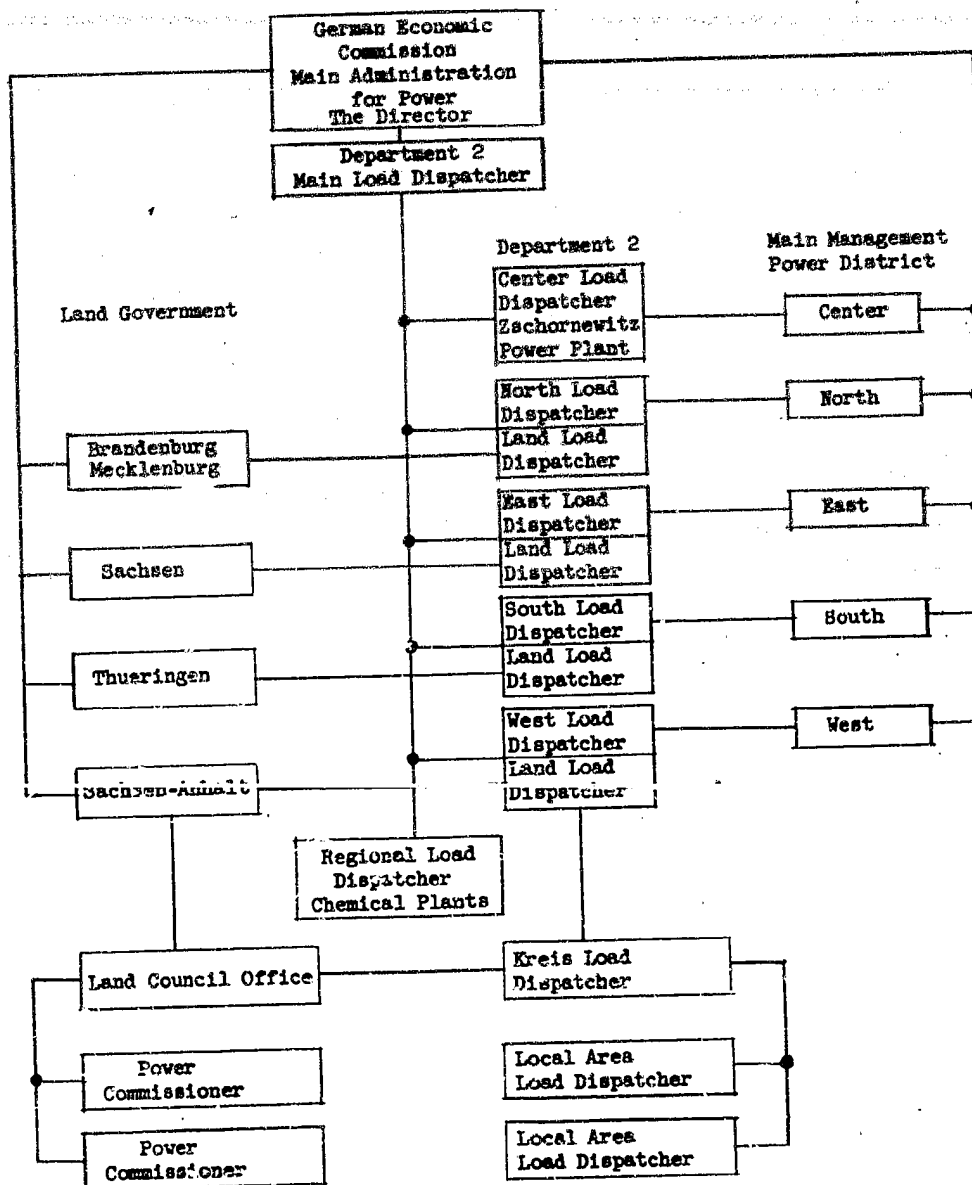 German Economic
Commission
Main Administration
for Power
The Director
Department 2
Main Load Dispatcher
Land Government
Department 2
Main Management
Power District
Center Load
Dispatcher
Zschornewitz
Power Plant
Center
North Load
Dispatcher
Land Load
Dispatcher
North
Brandenburg
Mecklenburg
East Load
Dispatcher
Land Load
Dispatcher
East
Sachsen
South Load
Dispatcher
Land Load
Dispatcher
South
Thueringen
West Load
Dispatcher
Land Load
Dispatcher
West
Sachsen-Anhalt
Regional Load
Dispatcher
Chemical Plants
Land Council Office
Kreis Load
Dispatcher
Power
Commissioner
Local Area
Load Dispatcher
Power
Commissioner
Local Area
Load Dispatcher